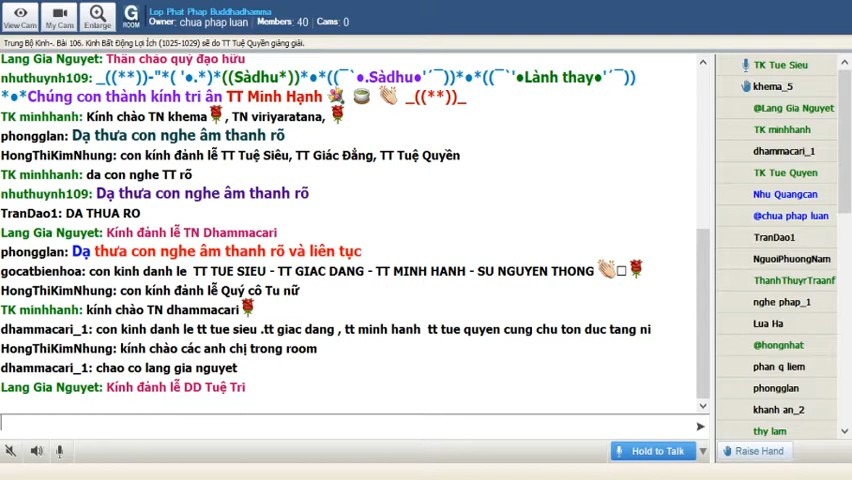 Lop Phat Phap Buddhadhamma
Owner: chua phap luan Members: 40 Cams: 0
View Cam My Cam Enlarge G ROOM
Trung Bộ Kinh-. Bài 106. Kinh Bất Động Lợi Ích (1025-1029) sẽ do TT Tuệ Quyền giảng giải.
Lang Gia Nguyet: Thân chào quý đạo hữu
nhuthuynh109: _((**))-"*( '●.*)*((Sàdhu*))*●*((¯`●.Sàdhu●'´¯))*●*((¯`'●Lành thay●'´¯))
*●*Chúng con thành kính tri ân TT Minh Hạnh _((**))_
TK minhhanh: Kính chào TN khema , TN viriyaratana,
phongglan: Dạ thưa con nghe âm thanh rõ
HongThiKimNhung: con kính đảnh lễ TT Tuệ Siêu, TT Giác Đẳng, TT Tuệ Quyền
TK minhhanh: da con nghe TT rõ
nhuthuynh109: Dạ thưa con nghe âm thanh rõ
TranDao1: DA THUA RO
Lang Gia Nguyet: Kính đảnh lễ TN Dhammacari
phongglan: Dạ thưa con nghe âm thanh rõ và liên tục
gocatbienhoa: con kinh danh le TT TUE SIEU - TT GIAC DANG - TT MINH HANH - SU NGUYEN THONG
HongThiKimNhung: con kính đảnh lễ Quý cô Tu nữ
TK minhhanh: kính chào TN dhammacari
dhammacari_1: con kinh danh le tt tue sieu .tt giac dang , tt minh hanh tt tue quyen cung chu ton duc tang ni
HongThiKimNhung: kính chào các anh chị trong room
dhammacari_1: chao co lang gia nguyet
Lang Gia Nguyet: Kính đảnh lễ DD Tuệ Tri
TK Tue Sieu
khema_5
@Lang Gia Nguyet
TK minhhanh
dhammacari_1
TK Tue Quyen
Nhu Quangcan
@chua phap luan
TranDao1
NguoiPhuongNam
ThanhThuyrTraanf
nghe phap_1
Lua Ha
@hongnhat
phan q liem
phongglan
khanh an_2
thy lam
Hold to Talk
Raise Hand